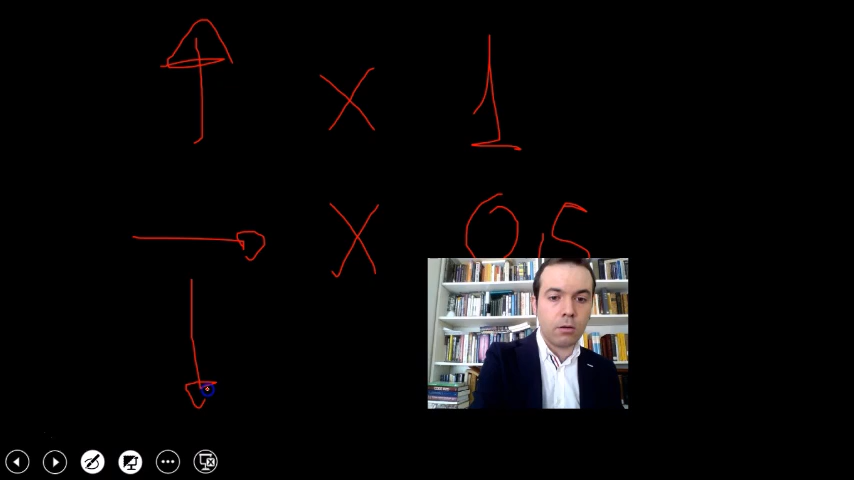 ↑ X 1
→ X 0,5
↓